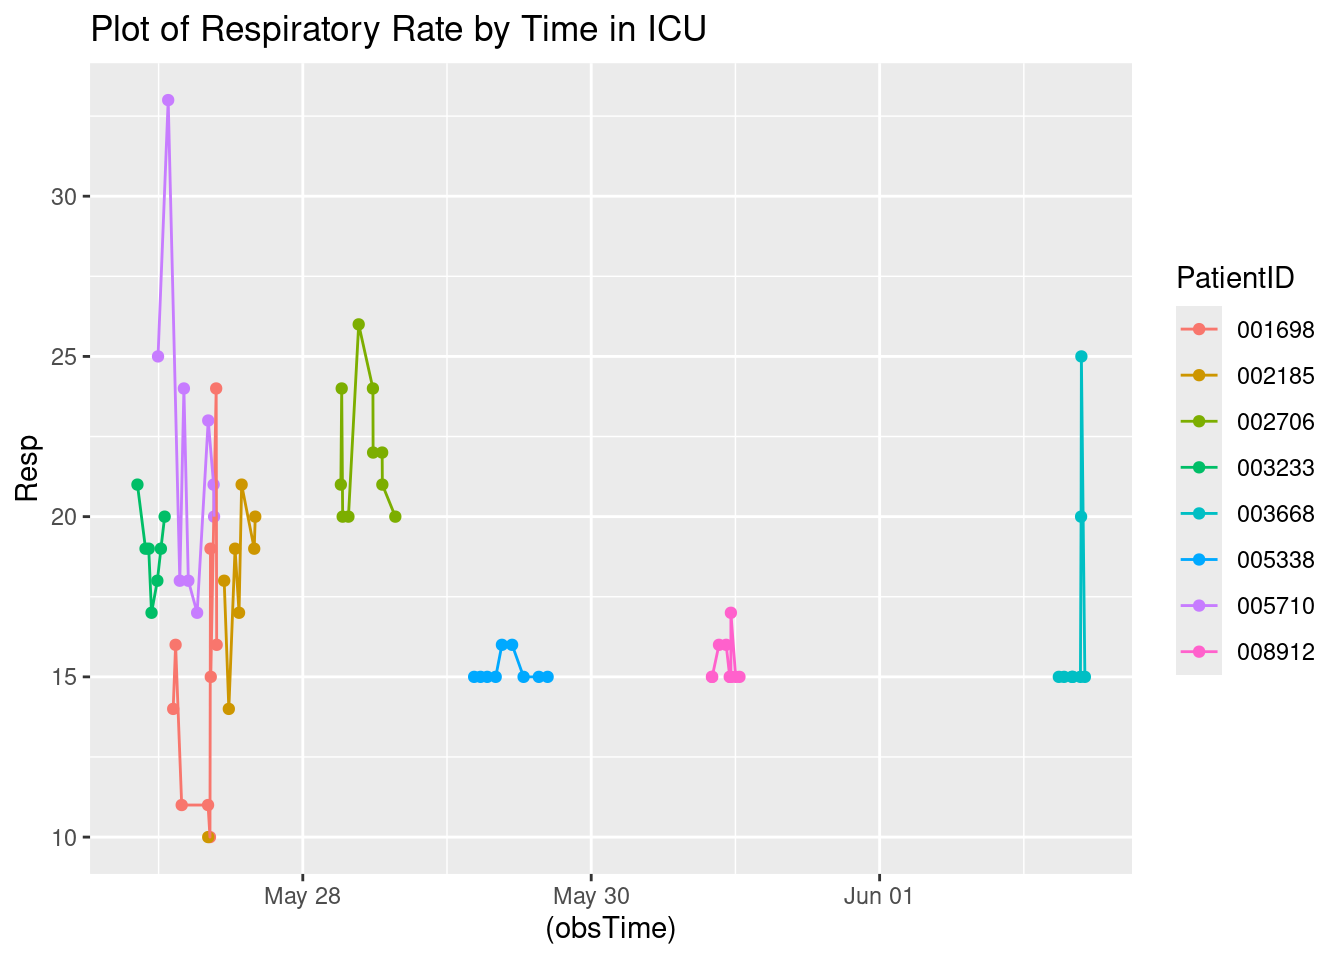 Plot of Respiratory Rate by Time in ICU
Resp
30
25
20
15
10
May 28
May 30
Jun 01
(obsTime)
PatientID
001698
002185
002706
003233
003668
005338
005710
008912